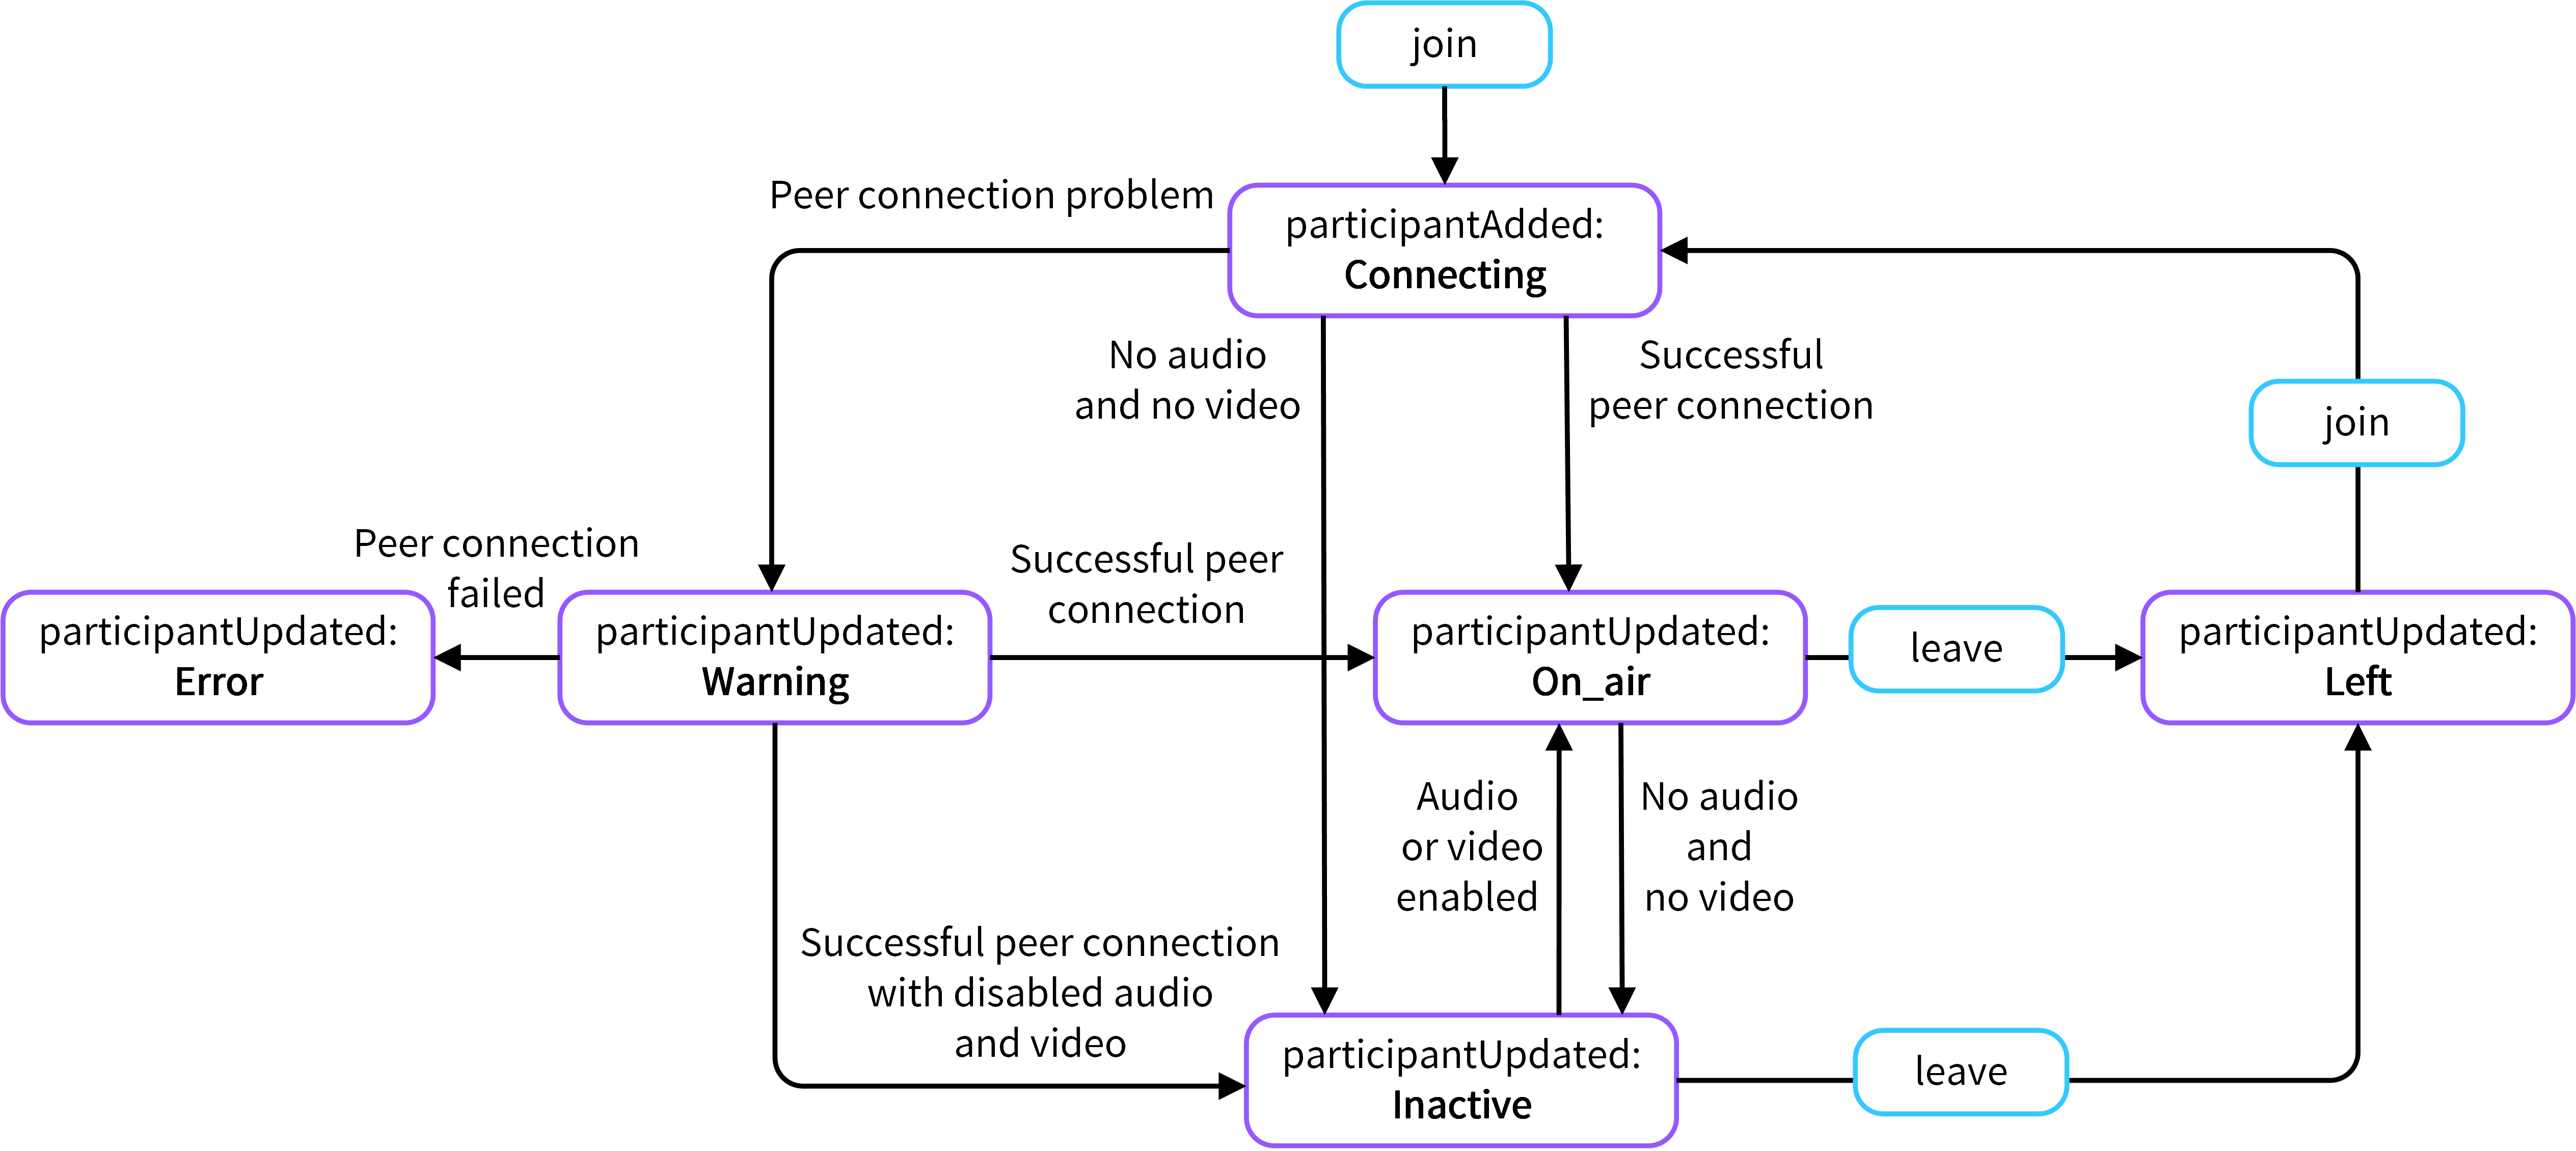 join
Peer connection problem
participantAdded:
Connecting
No audio
and no video
Successful
peer connection
join
Peer connection
failed
Successful peer
connection
participantUpdated:
Error
participantUpdated:
Warning
participantUpdated:
On_air
leave
participantUpdated:
Left
Audio
or video
enabled
No audio
and
no video
Successful peer connection
with disabled audio
and video
participantUpdated:
Inactive
leave